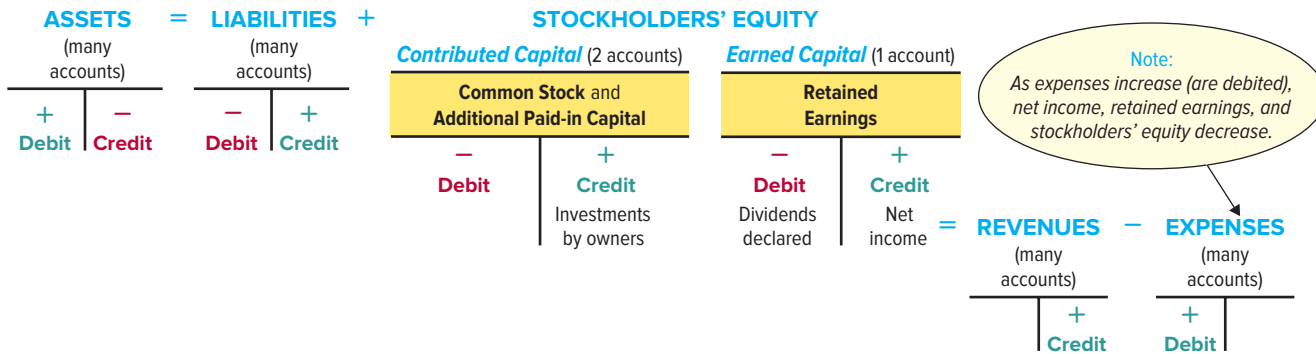 ASSETS = LIABILITIES + STOCKHOLDERS’ EQUITY
(many accounts)
+ −
Debit Credit
(many accounts)
− +
Debit Credit
Contributed Capital (2 accounts)
Common Stock and
Additional Paid-in Capital
− +
Debit Credit
Investments
by owners
Earned Capital (1 account)
Retained
Earnings
− +
Debit Credit
Dividends
declared
Net
income
Note:
As expenses increase (are debited),
net income, retained earnings, and
stockholders’ equity decrease.
= REVENUES − EXPENSES
(many
accounts)
+
Credit
(many
accounts)
+
Debit